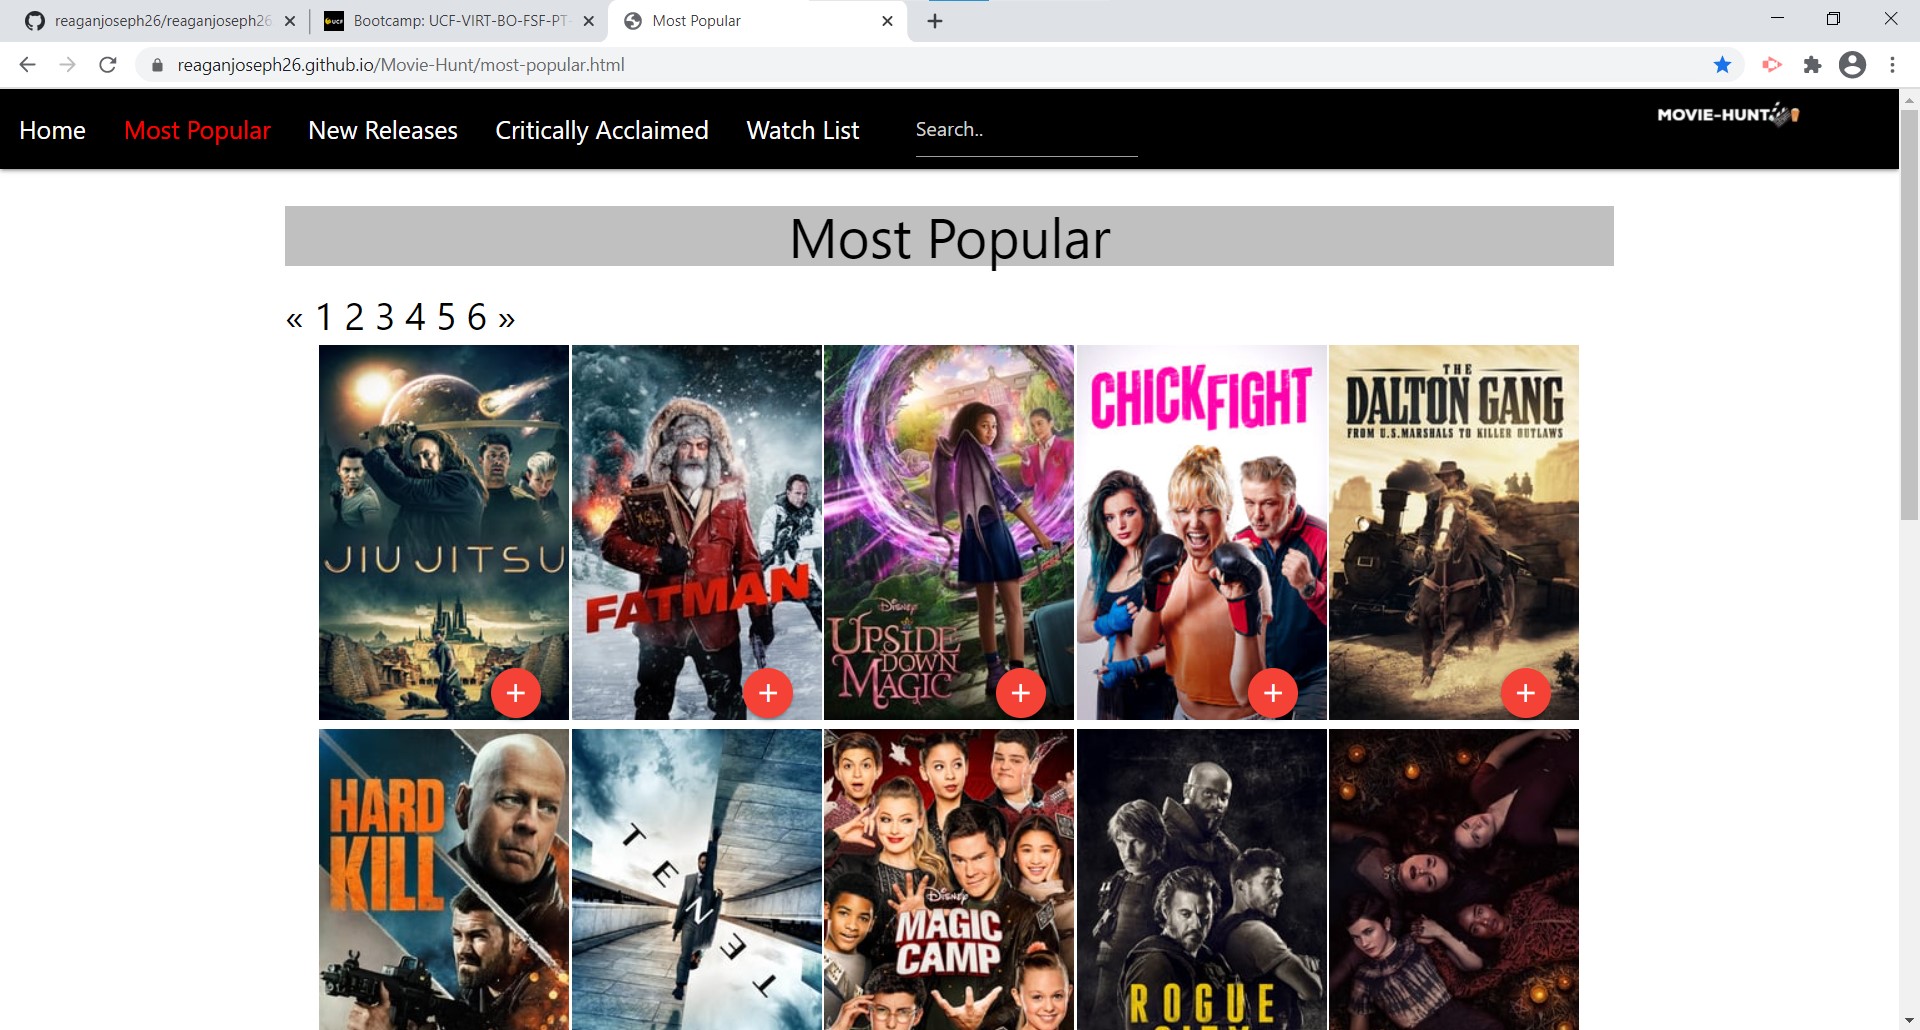 reaganjoseph26/reaganjoseph26
Bootcamp: UCF-VIRT-BO-FSF-PT-
Most Popular
reaganjoseph26.github.io/Movie-Hunt/most-popular.html
Home Most Popular New Releases Critically Acclaimed Watch List Search..
MOVIE-HUNT
Most Popular
« 1 2 3 4 5 6 »
JIU JITSU
FATMAN
Disney
UPSIDE
DOWN
MAGIC
CHICK FIGHT
THE
DALTON GANG
FROM U.S. MARSHALS TO KILLER OUTLAWS
HARD
KILL
TENET
Disney
MAGIC
CAMP
ROGUE
CITY